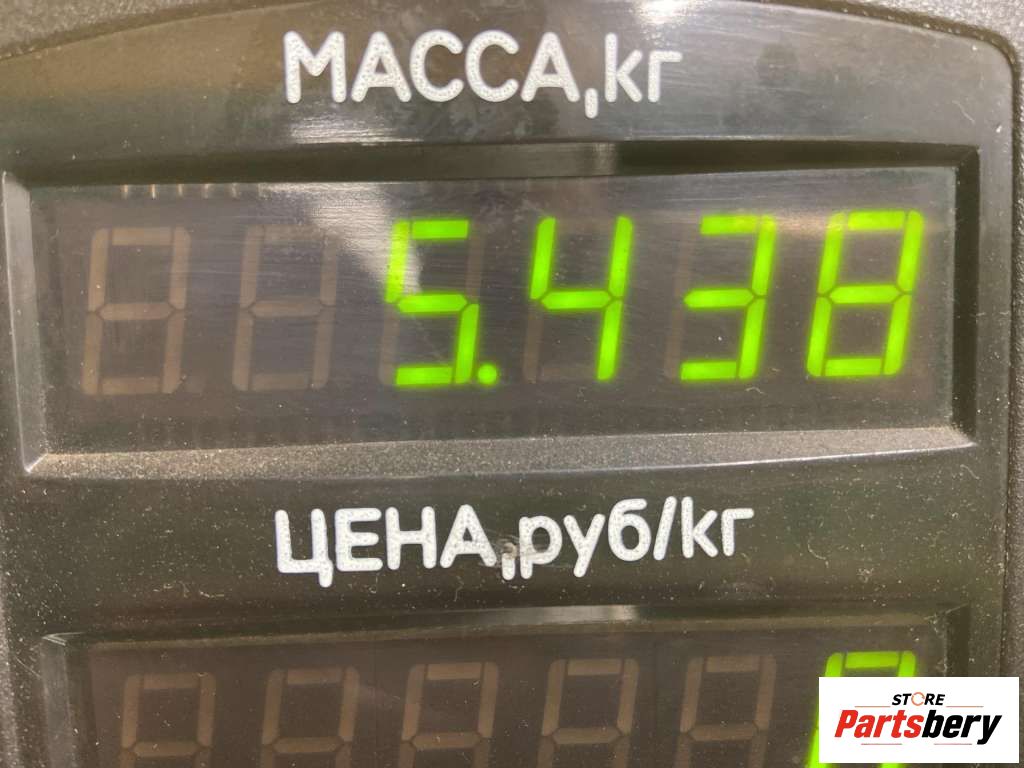 МАССА,кг
5.438
ЦЕНА,руб/кг
STORE
Partsbery